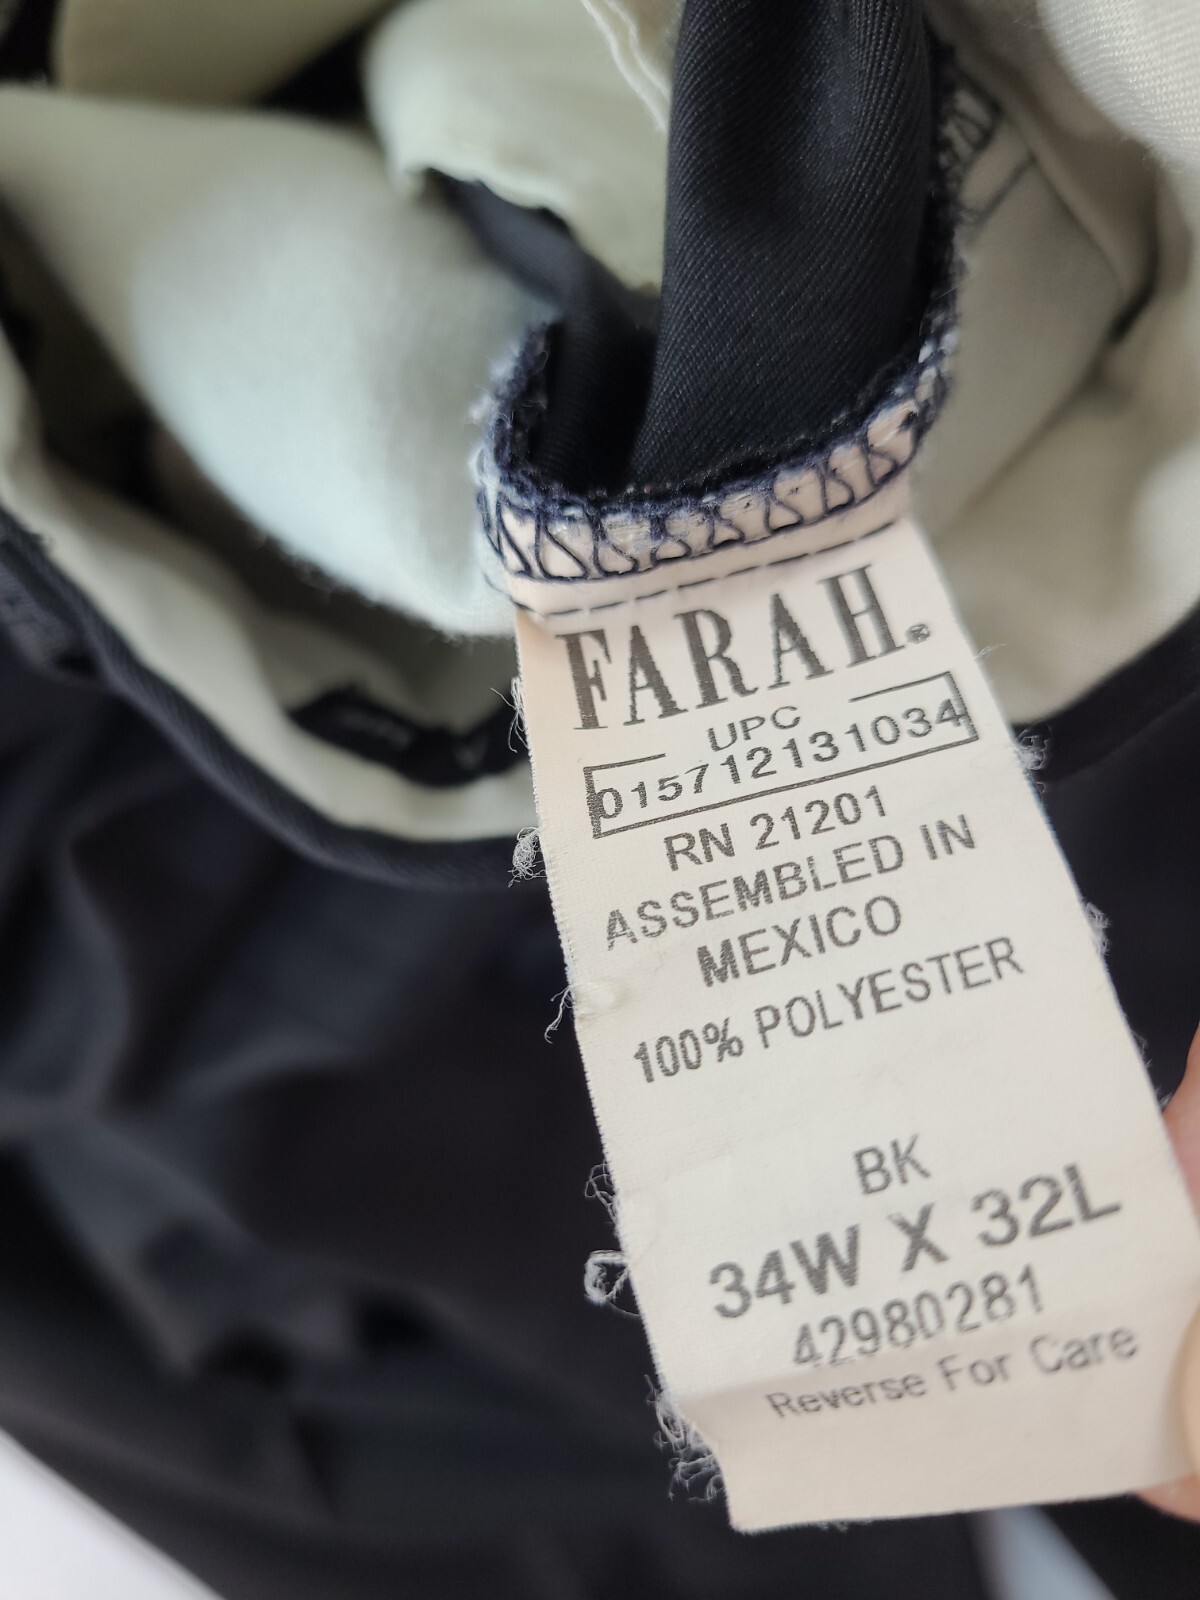 FARAH®
UPC
015712131034
RN 21201
ASSEMBLED IN
MEXICO
100% POLYESTER
BK
34W X 32L
42980281
Reverse For Care